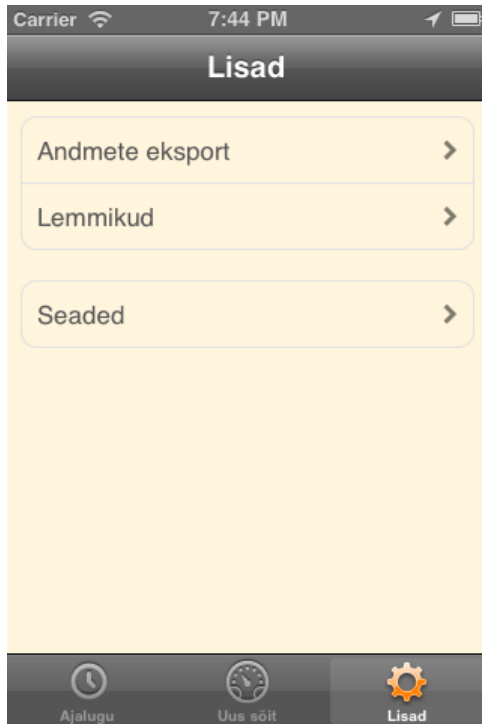 Carrier 7:44 PM
Lisad
Andmete eksport
Lemmikud
Seaded
Ajalugu Uus sõit Lisad